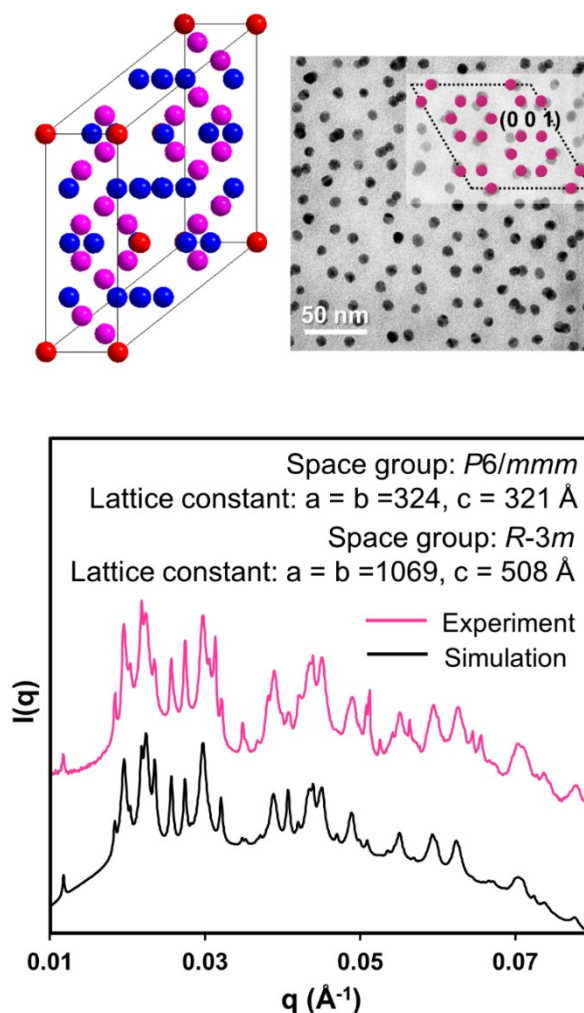 (0 0 1)
50 nm
Space group: P6/mmm
Lattice constant: a = b =324, c = 321 Å
Space group: R-3m
Lattice constant: a = b =1069, c = 508 Å
Experiment
Simulation
I(q)
0.01 0.03 0.05 0.07
q (Å⁻¹)